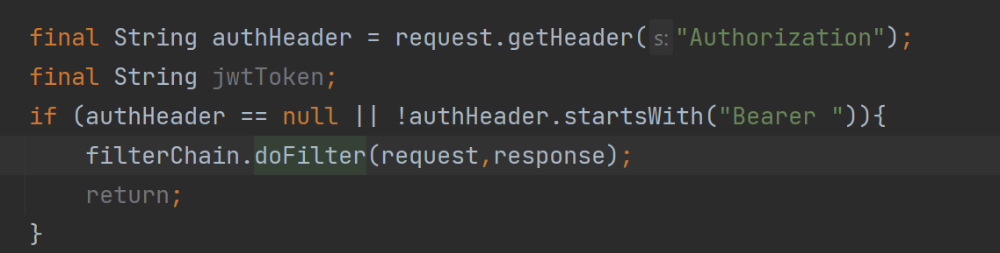 final String authHeader = request.getHeader( s: "Authorization");
final String jwtToken;
if (authHeader == null || !authHeader.startsWith("Bearer ")){
filterChain.doFilter(request,response);
return;
}